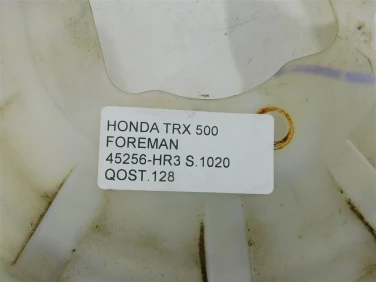 HONDA TRX 500
FOREMAN
45256-HR3 S.1020
QOST.128